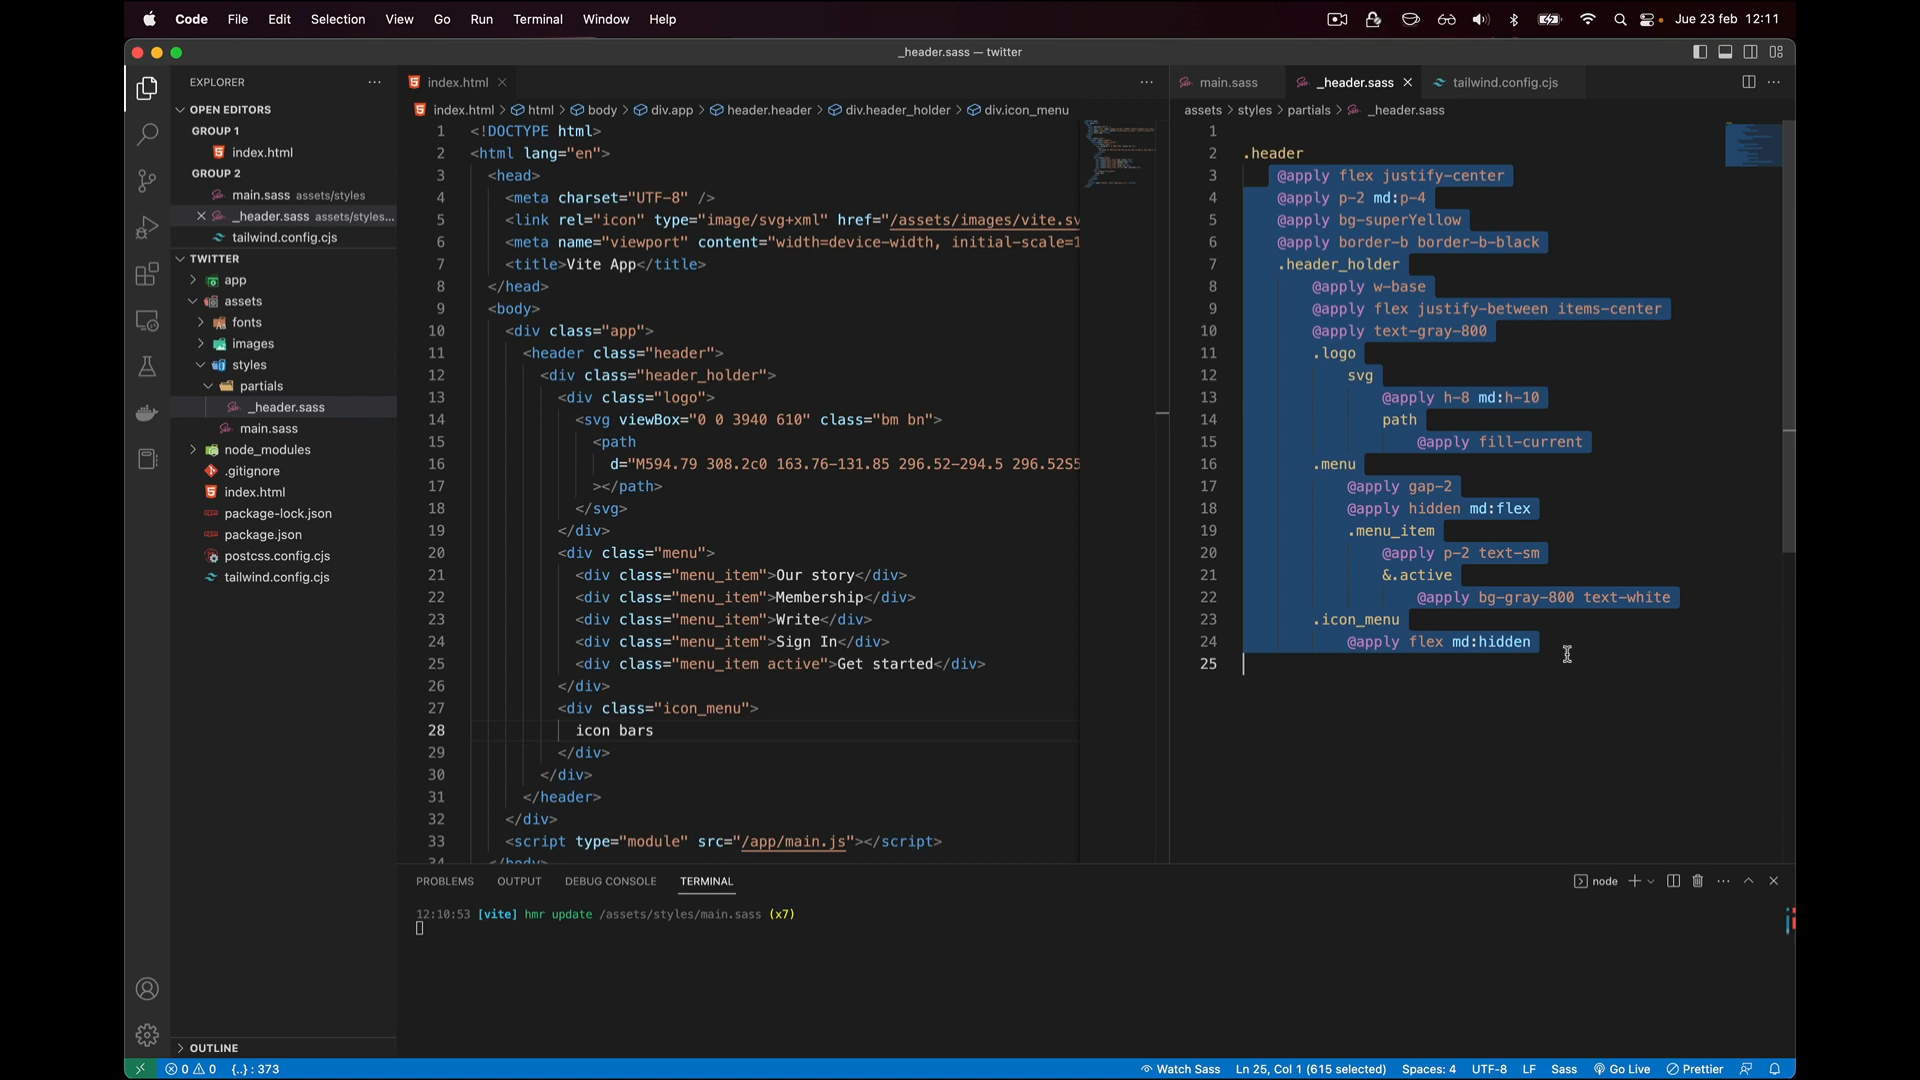 Code File Edit Selection View Go Run Terminal Window Help
Jue 23 feb 12:11
_header.sass — twitter
EXPLORER
OPEN EDITORS
GROUP 1
index.html
GROUP 2
main.sass assets/styles
_header.sass assets/styles...
tailwind.config.cjs
TWITTER
app
assets
fonts
images
styles
partials
_header.sass
main.sass
node_modules
.gitignore
index.html
package-lock.json
package.json
postcss.config.cjs
tailwind.config.cjs
OUTLINE
index.html
index.html > html > body > div.app > header.header > div.header_holder > div.icon_menu
1 <!DOCTYPE html>
2 <html lang="en">
3 <head>
4 <meta charset="UTF-8" />
5 <link rel="icon" type="image/svg+xml" href="/assets/images/vite.sv
6 <meta name="viewport" content="width=device-width, initial-scale=1
7 <title>Vite App</title>
8 </head>
9 <body>
10 <div class="app">
11 <header class="header">
12 <div class="header_holder">
13 <div class="logo">
14 <svg viewBox="0 0 3940 610" class="bm bn">
15 <path
16 d="M594.79 308.2c0 163.76-131.85 296.52-294.5 296.52S5
17 ></path>
18 </svg>
19 </div>
20 <div class="menu">
21 <div class="menu_item">Our story</div>
22 <div class="menu_item">Membership</div>
23 <div class="menu_item">Write</div>
24 <div class="menu_item">Sign In</div>
25 <div class="menu_item active">Get started</div>
26 </div>
27 <div class="icon_menu">
28 icon bars
29 </div>
30 </div>
31 </header>
32 </div>
33 <script type="module" src="/app/main.js"></script>
34 </body>
main.sass _header.sass tailwind.config.cjs
assets > styles > partials > _header.sass
1
2 .header
3 @apply flex justify-center
4 @apply p-2 md:p-4
5 @apply bg-superYellow
6 @apply border-b border-b-black
7 .header_holder
8 @apply w-base
9 @apply flex justify-between items-center
10 @apply text-gray-800
11 .logo
12 svg
13 @apply h-8 md:h-10
14 path
15 @apply fill-current
16 .menu
17 @apply gap-2
18 @apply hidden md:flex
19 .menu_item
20 @apply p-2 text-sm
21 &.active
22 @apply bg-gray-800 text-white
23 .icon_menu
24 @apply flex md:hidden
25
PROBLEMS OUTPUT DEBUG CONSOLE TERMINAL
node
12:10:53 [vite] hmr update /assets/styles/main.sass (x7)
0 0 {..} : 373
Watch Sass Ln 25, Col 1 (615 selected) Spaces: 4 UTF-8 LF Sass Go Live Prettier